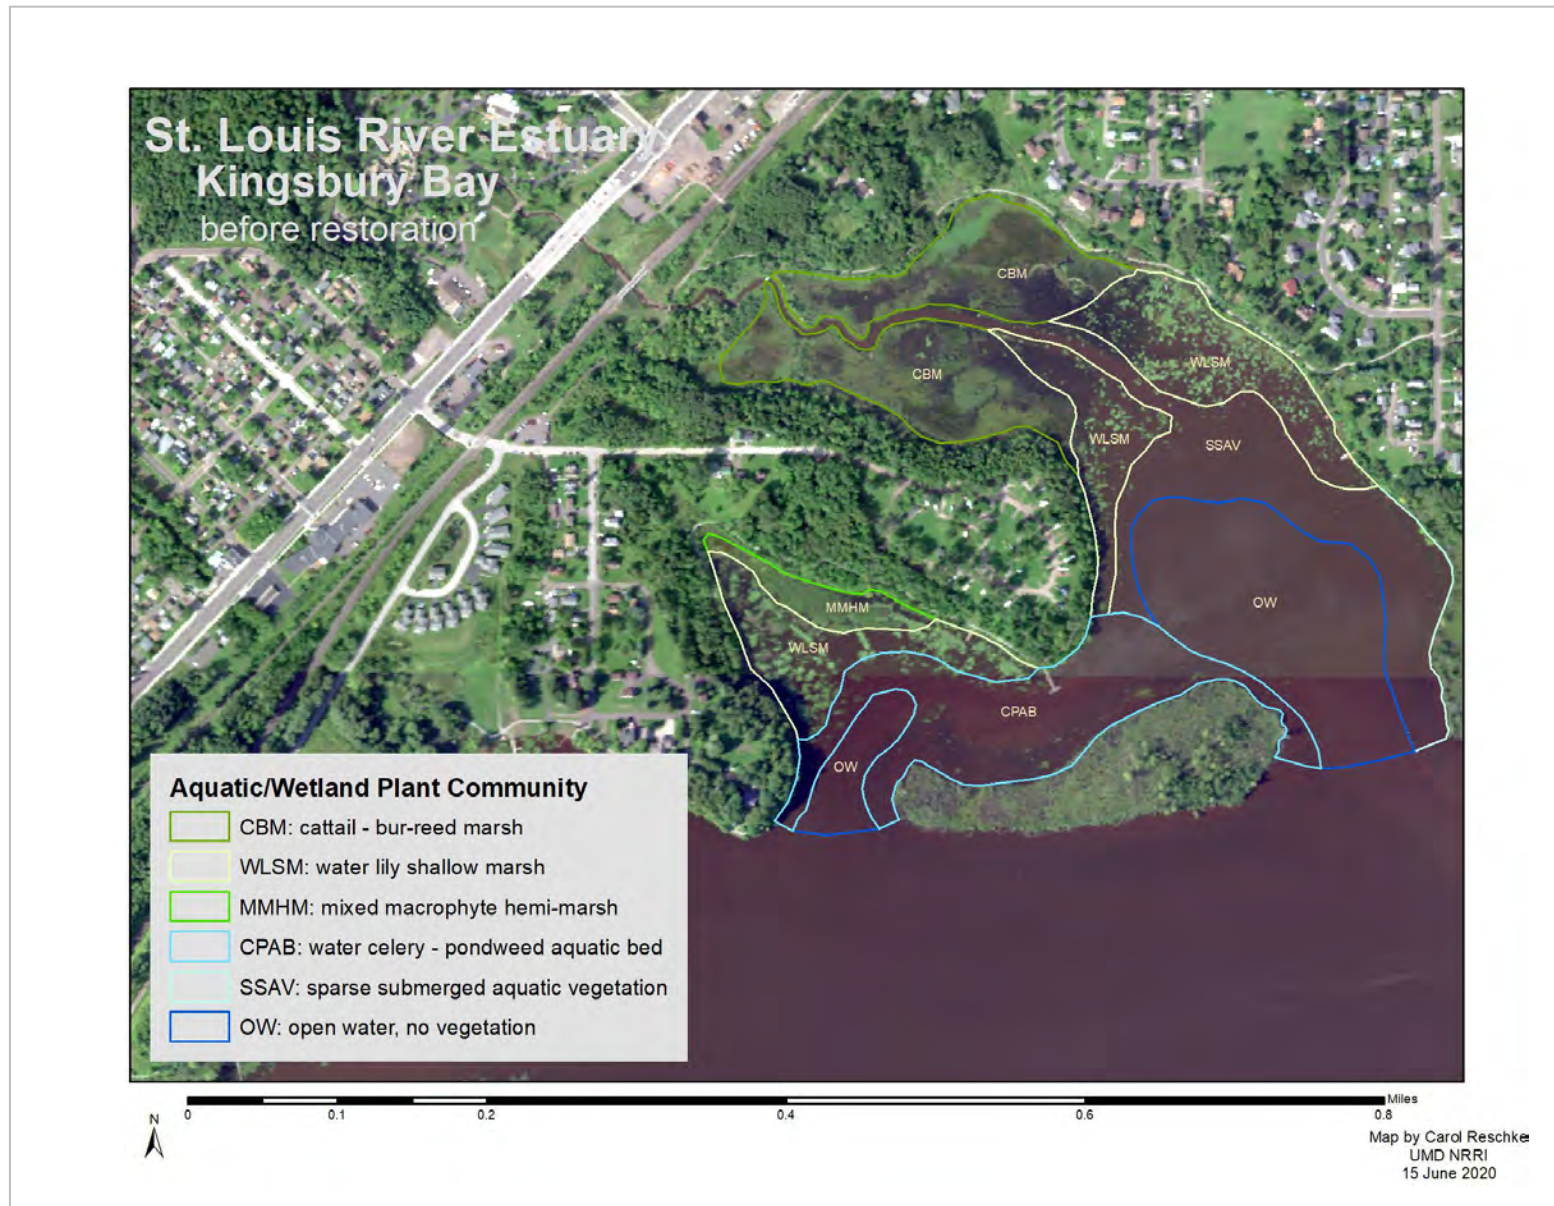 St. Louis River Estuary
Kingsbury Bay
before restoration
CBM
CBM
WLSM
WLSM
SSAV
OW
MMHM
WLSM
CPAB
OW
Aquatic/Wetland Plant Community
CBM: cattail - bur-reed marsh
WLSM: water lily shallow marsh
MMHM: mixed macrophyte hemi-marsh
CPAB: water celery - pondweed aquatic bed
SSAV: sparse submerged aquatic vegetation
OW: open water, no vegetation
0 0.1 0.2 0.4 0.6 0.8 Miles
N
Map by Carol Reschke
UMD NRRI
15 June 2020